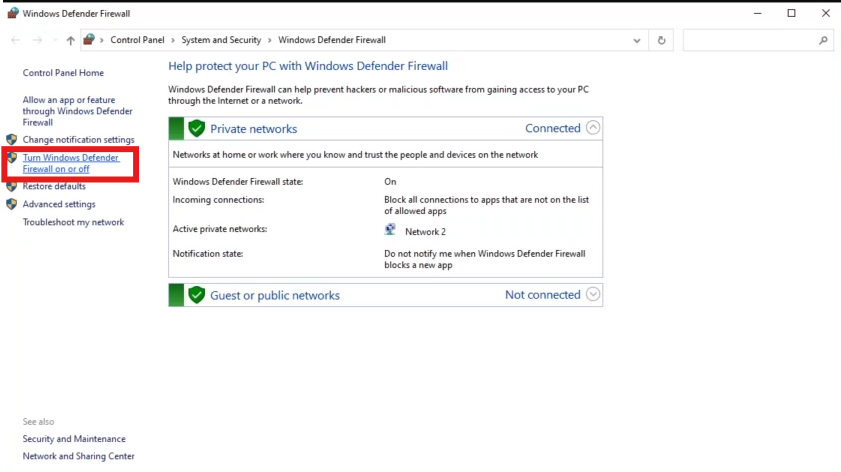 Windows Defender Firewall
Control Panel > System and Security > Windows Defender Firewall
Control Panel Home
Allow an app or feature
through Windows Defender
Firewall
Change notification settings
Turn Windows Defender
Firewall on or off
Restore defaults
Advanced settings
Troubleshoot my network
Help protect your PC with Windows Defender Firewall
Windows Defender Firewall can help prevent hackers or malicious software from gaining access to your PC
through the Internet or a network.
Private networks Connected
Networks at home or work where you know and trust the people and devices on the network
Windows Defender Firewall state: On
Incoming connections: Block all connections to apps that are not on the list
of allowed apps
Active private networks: Network 2
Notification state: Do not notify me when Windows Defender Firewall
blocks a new app
Guest or public networks Not connected
See also
Security and Maintenance
Network and Sharing Center